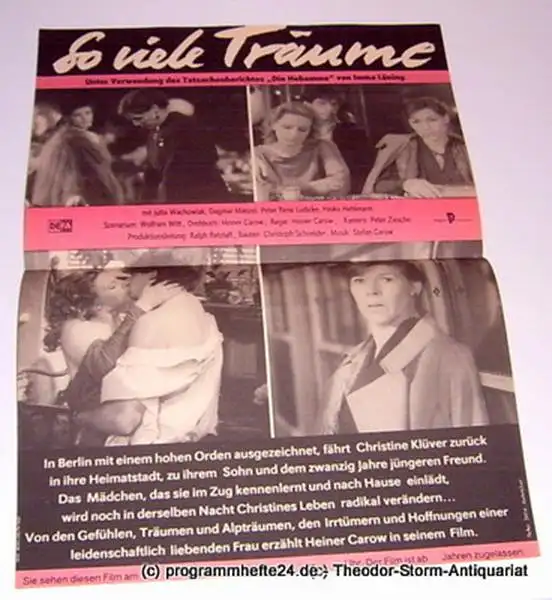 So viele Träume
Unter Verwendung des Tatsachenberichtes „Die Hebamme" von Imma Lüning
mit Jutta Wachowiak, Dagmar Manzel, Peter René Lüdicke, Heiko Hehlmann
Szenarium: Wolfram Witt, Drehbuch: Heiner Carow, Regie: Heiner Carow, Kamera: Peter Ziesche
Produktionsleitung: Ralph Retzlaff, Bauten: Christoph Schneider, Musik: Stefan Carow
DEFA
In Berlin mit einem hohen Orden ausgezeichnet, fährt Christine Klüver zurück
in ihre Heimatstadt, zu ihrem Sohn und dem zwanzig Jahre jüngeren Freund.
Das Mädchen, das sie im Zug kennenlernt und nach Hause einlädt,
wird noch in derselben Nacht Christines Leben radikal verändern...
Von den Gefühlen, Träumen und Alpträumen, den Irrtümern und Hoffnungen einer
leidenschaftlich liebenden Frau erzählt Heiner Carow in seinem Film.
Sie sehen diesen Film am Uhr. Der Film ist ab Jahren zugelassen.
(c) programmhefte24.de - Theodor-Storm-Antiquariat